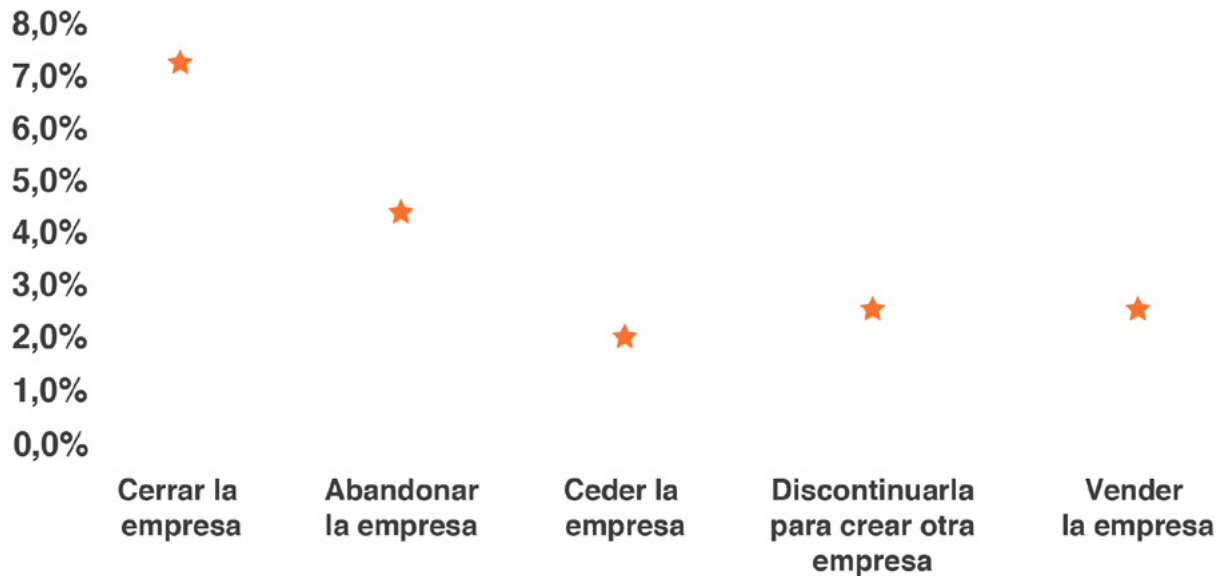 8,0%
7,0%
6,0%
5,0%
4,0%
3,0%
2,0%
1,0%
0,0%
Cerrar la
empresa
Abandonar
la empresa
Ceder la
empresa
Discontinuarla
para crear otra
empresa
Vender
la empresa